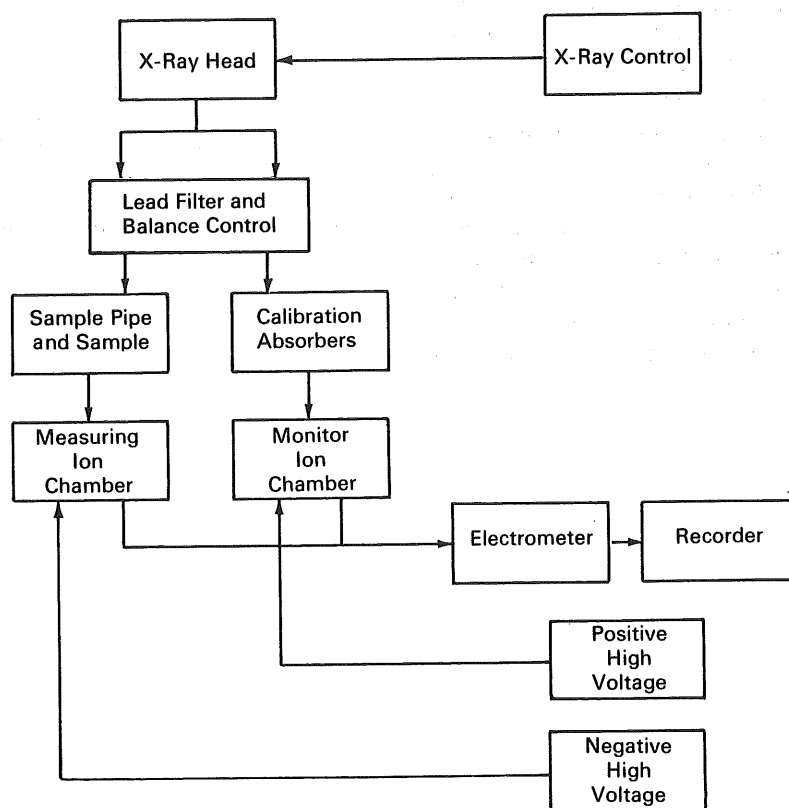 X-Ray Head
X-Ray Control
Lead Filter and
Balance Control
Sample Pipe
and Sample
Calibration
Absorbers
Measuring
Ion
Chamber
Monitor
Ion
Chamber
Electrometer
Recorder
Positive
High
Voltage
Negative
High
Voltage